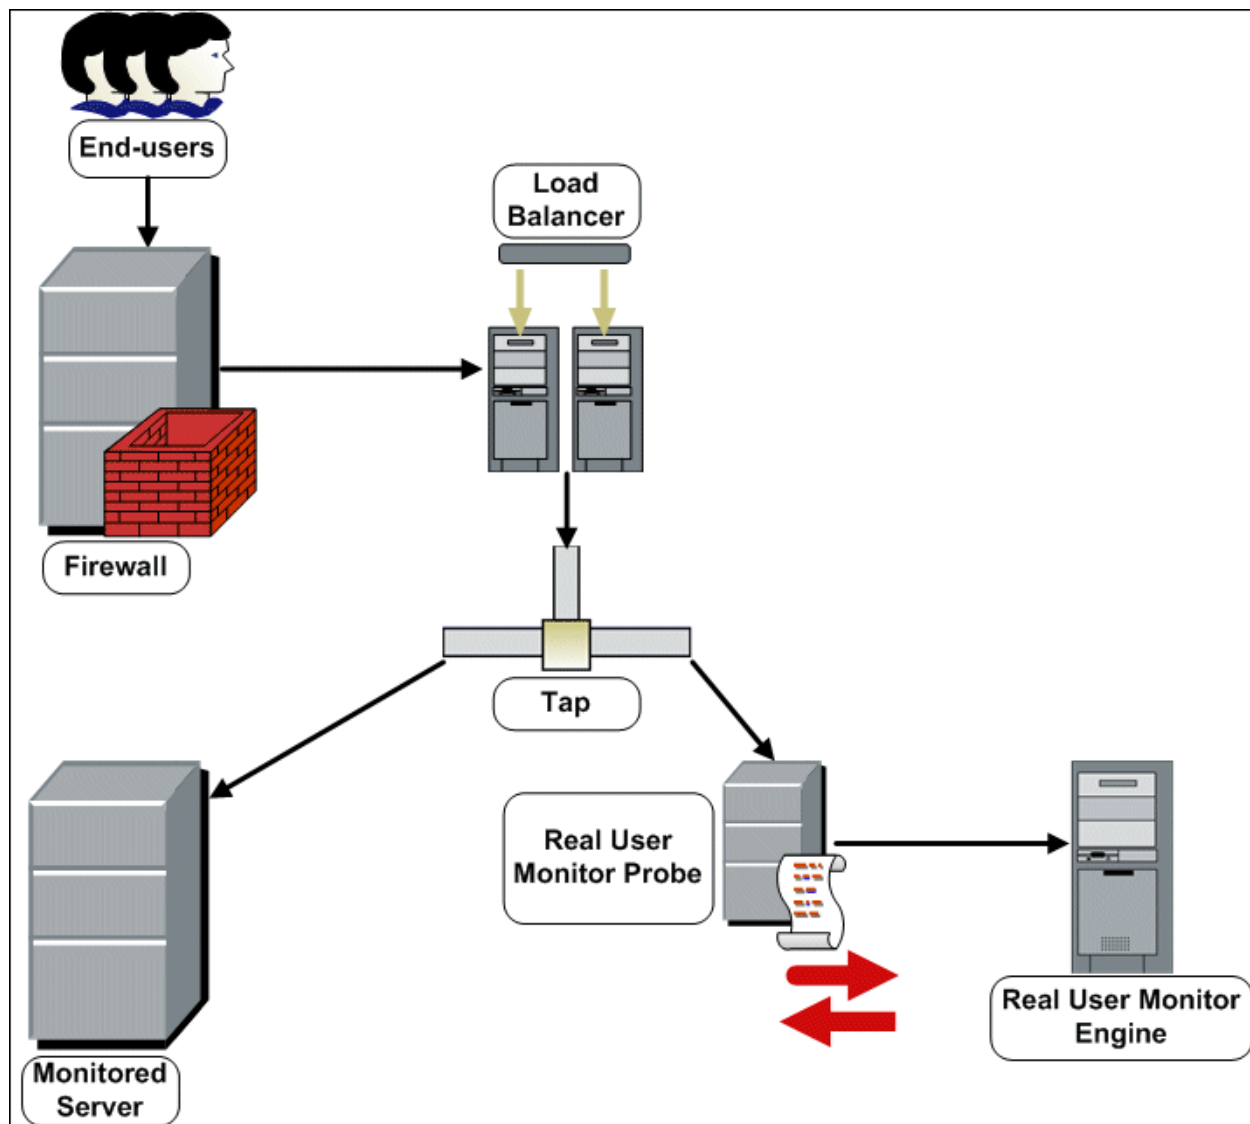 End-users
Load
Balancer
Firewall
Tap
Real User
Monitor Probe
Real User Monitor
Engine
Monitored
Server